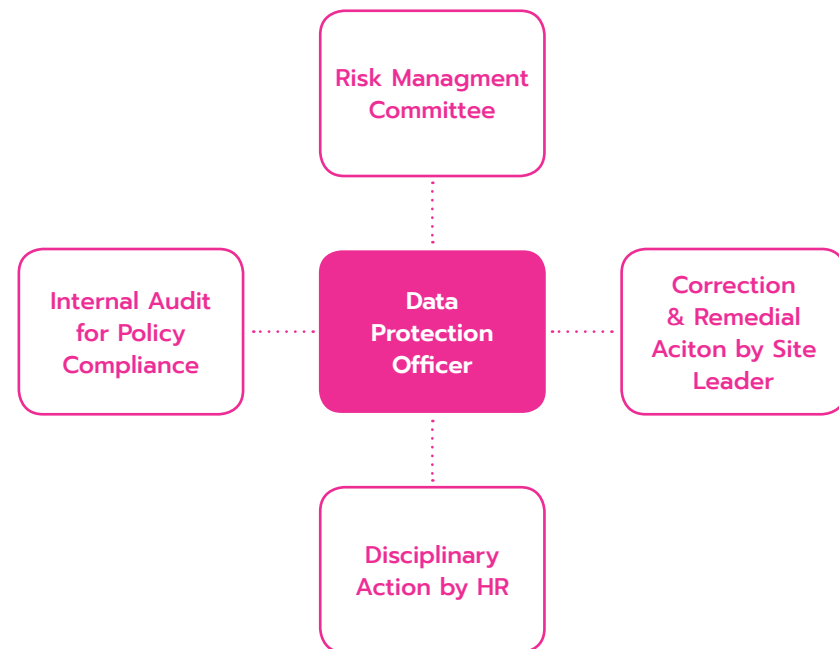 Risk Managment
Committee
Internal Audit
for Policy
Compliance
Data
Protection
Officer
Correction
& Remedial
Aciton by Site
Leader
Disciplinary
Action by HR